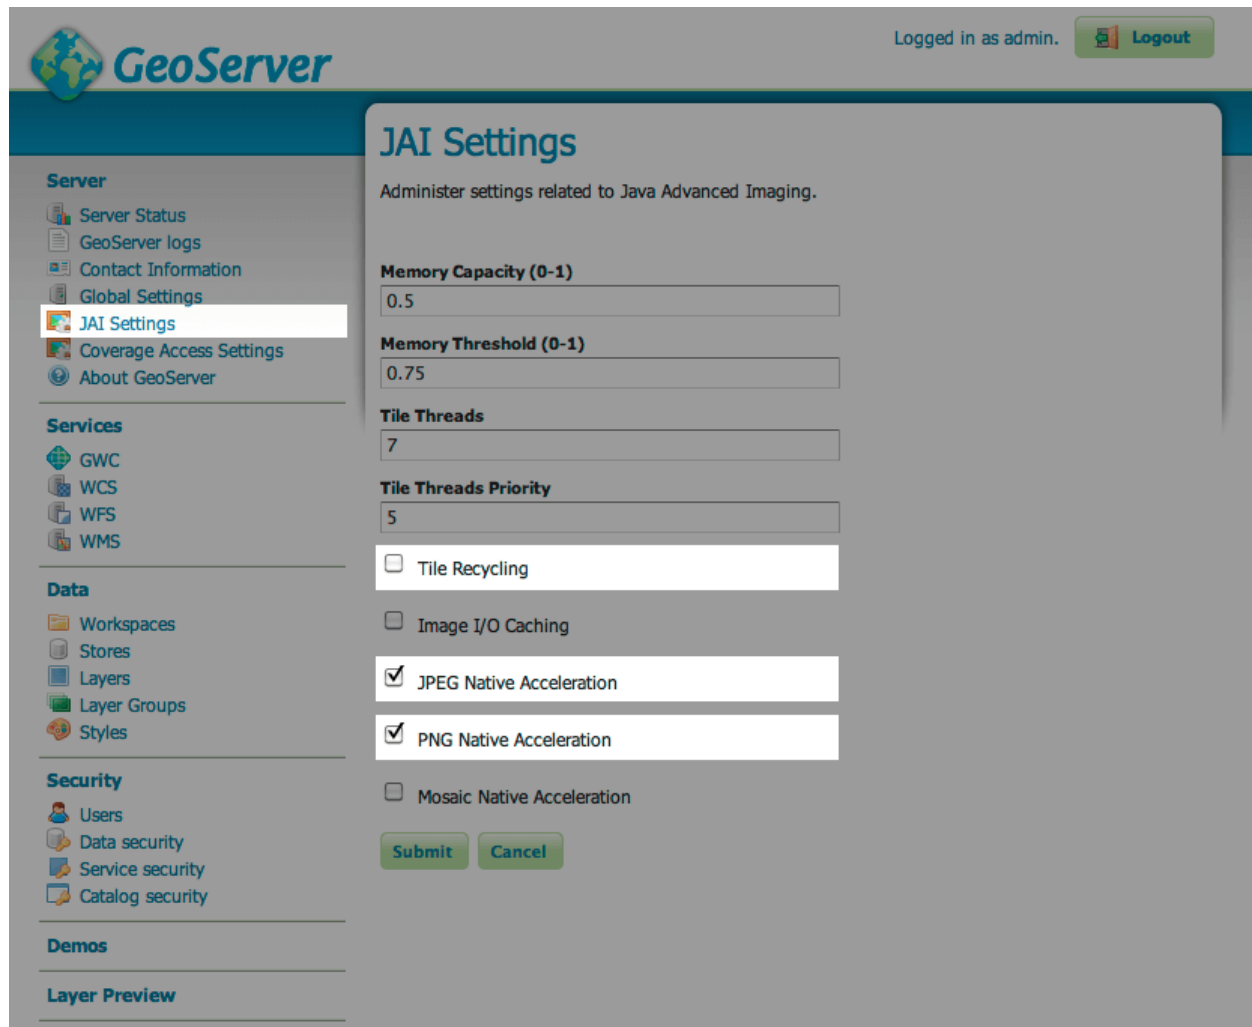 GeoServer
Logged in as admin.
Logout
Server
Server Status
GeoServer logs
Contact Information
Global Settings
JAI Settings
Coverage Access Settings
About GeoServer
Services
GWC
WCS
WFS
WMS
Data
Workspaces
Stores
Layers
Layer Groups
Styles
Security
Users
Data security
Service security
Catalog security
Demos
Layer Preview
JAI Settings
Administer settings related to Java Advanced Imaging.
Memory Capacity (0-1)
0.5
Memory Threshold (0-1)
0.75
Tile Threads
7
Tile Threads Priority
5
Tile Recycling
Image I/O Caching
JPEG Native Acceleration
PNG Native Acceleration
Mosaic Native Acceleration
Submit
Cancel